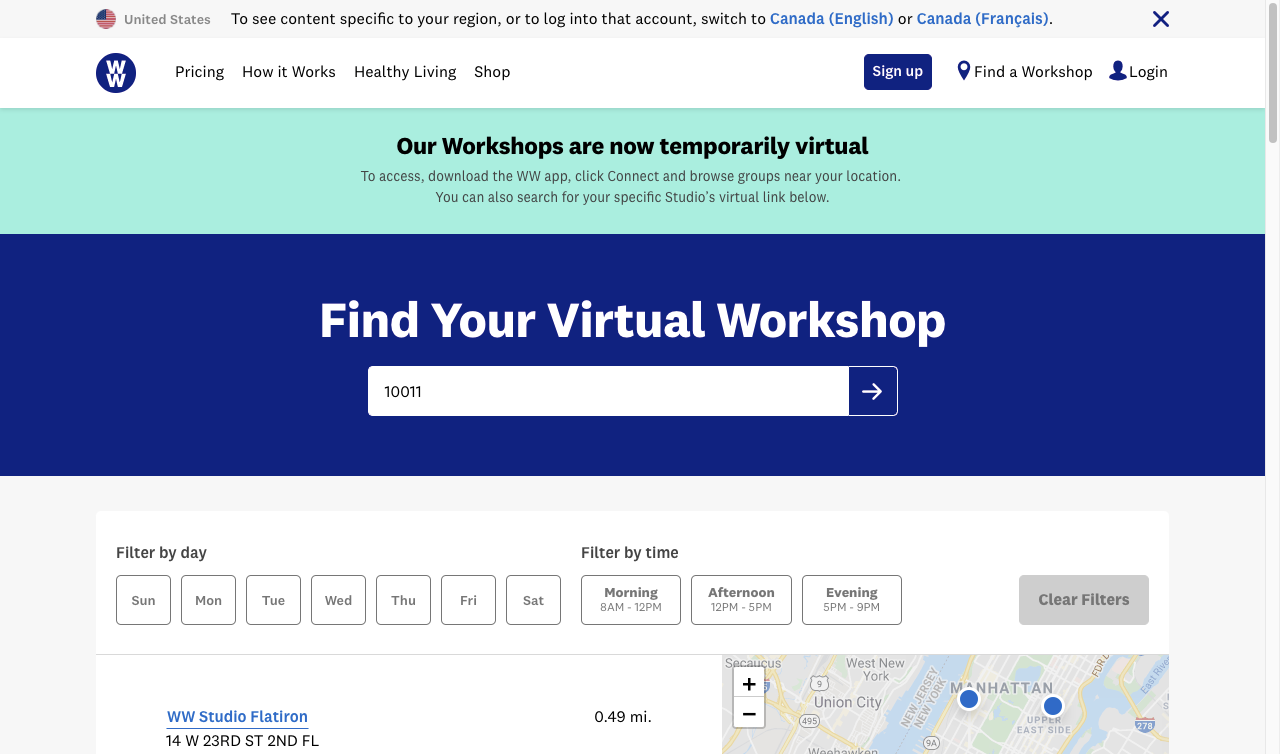 United States
To see content specific to your region, or to log into that account, switch to Canada (English) or Canada (Français).
WW
Pricing How it Works Healthy Living Shop
Sign up Find a Workshop Login
Our Workshops are now temporarily virtual
To access, download the WW app, click Connect and browse groups near your location.
You can also search for your specific Studio's virtual link below.
Find Your Virtual Workshop
10011
Filter by day
Sun Mon Tue Wed Thu Fri Sat
Filter by time
Morning
8AM - 12PM
Afternoon
12PM - 5PM
Evening
5PM - 9PM
Clear Filters
WW Studio Flatiron
0.49 mi.
14 W 23RD ST 2ND FL
+
−
Secaucus
West New
York
9
Union City
495
Weehawken
NEW JERSEY
NEW YORK
9A
MANHATTAN
UPPER
EAST SIDE
FDR
East River
278